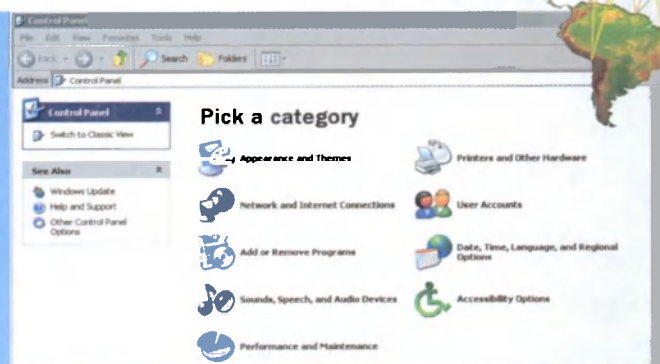 Control Panel
File Edit View Favorites Tools Help
Back Search Folders
Address Control Panel
Control Panel
Switch to Classic View
See Also
Windows Update
Help and Support
Other Control Panel
Options
Pick a category
Appearance and Themes
Printers and Other Hardware
Network and Internet Connections
User Accounts
Add or Remove Programs
Date, Time, Language, and Regional
Options
Sounds, Speech, and Audio Devices
Accessibility Options
Performance and Maintenance